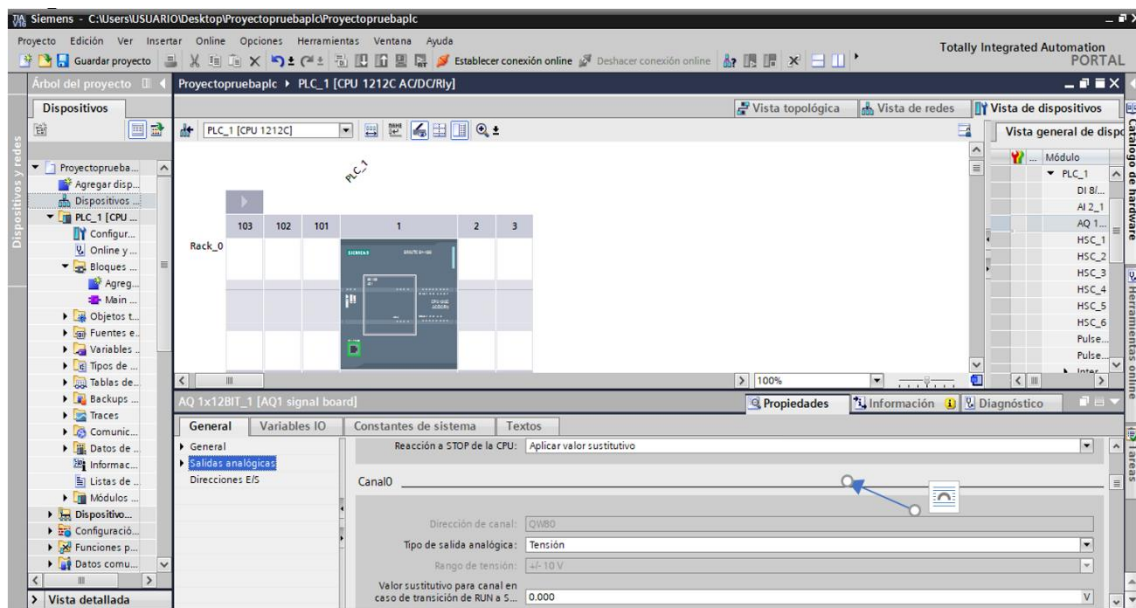 Siemens - C:\Users\USUARIO\Desktop\Proyectopruebaplc\Proyectopruebaplc
Proyecto Edición Ver Insertar Online Opciones Herramientas Ventana Ayuda
Guardar proyecto Establecer conexión online Deshacer conexión online
Totally Integrated Automation
PORTAL
Árbol del proyecto
Proyectopruebaplc PLC_1 [CPU 1212C AC/DC/Rly]
Dispositivos
Vista topológica Vista de redes Vista de dispositivos
PLC_1 [CPU 1212C]
Vista general de dispo
Dispositivos y redes
Proyectoprueba...
Agregar disp...
Dispositivos ...
PLC_1 [CPU ...
Configur...
Online y ...
Bloques ...
Agreg...
Main ...
Objetos t...
Fuentes e...
Variables ...
Tipos de ...
Tablas de...
Backups ...
Traces
Comunic...
Datos de ...
Informac...
Listas de ...
Módulos ...
Dispositivo...
Configuració...
Funciones p...
Datos comu...
Vista detallada
PLC_1
103 102 101 1 2 3
Rack_0
SIEMENS
100%
... Módulo
PLC_1
DI 8/...
AI 2_1
AQ 1...
HSC_1
HSC_2
HSC_3
HSC_4
HSC_5
HSC_6
Pulse...
Pulse...
Catálogo de hardware
Herramientas online
Tareas
AQ 1x12BIT_1 [AQ1 signal board]
Propiedades Información Diagnóstico
General Variables IO Constantes de sistema Textos
General
Salidas analógicas
Direcciones E/S
Reacción a STOP de la CPU: Aplicar valor sustitutivo
Canal0
Dirección de canal: QW80
Tipo de salida analógica: Tensión
Rango de tensión: +/- 10 V
Valor sustitutivo para canal en
caso de transición de RUN a S... 0.000 V